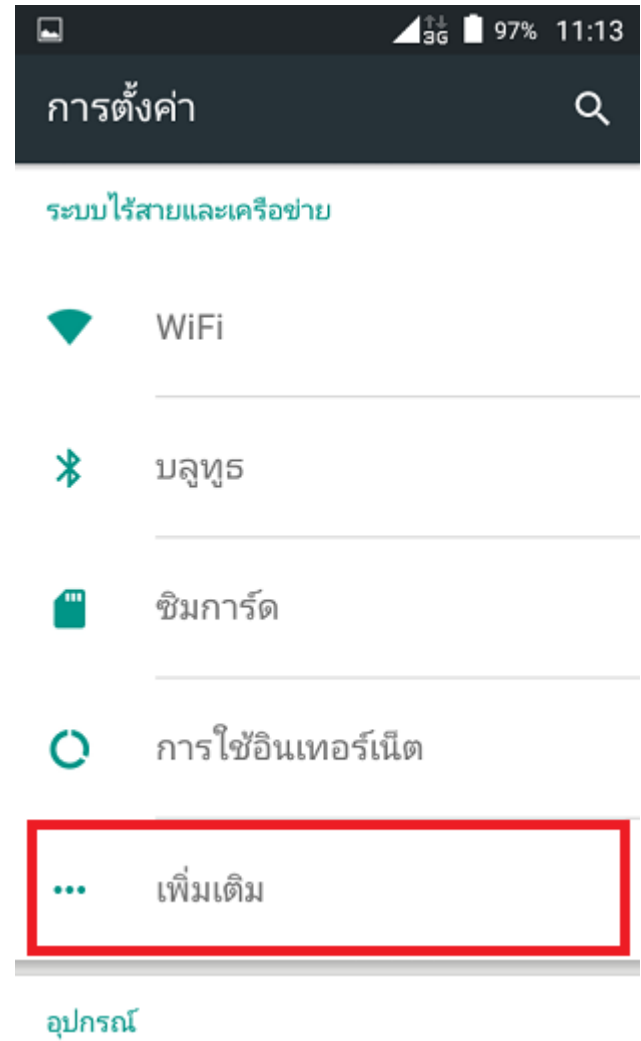 3G 97% 11:13
การตั้งค่า
ระบบไร้สายและเครือข่าย
WiFi
บลูทูธ
ซิมการ์ด
การใช้อินเทอร์เน็ต
เพิ่มเติม
อุปกรณ์